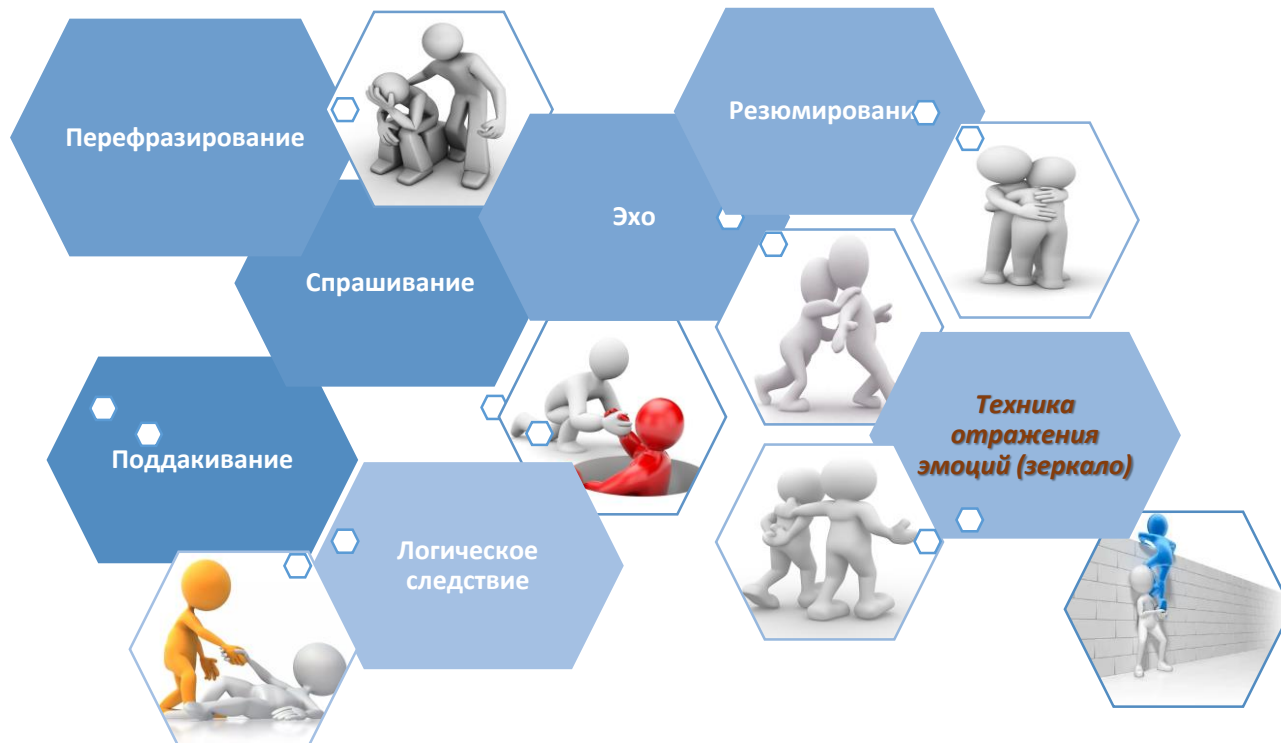 Перефразирование
Резюмировани
Эхо
Спрашивание
Поддакивание
Логическое
следствие
Техника
отражения
эмоций (зеркало)